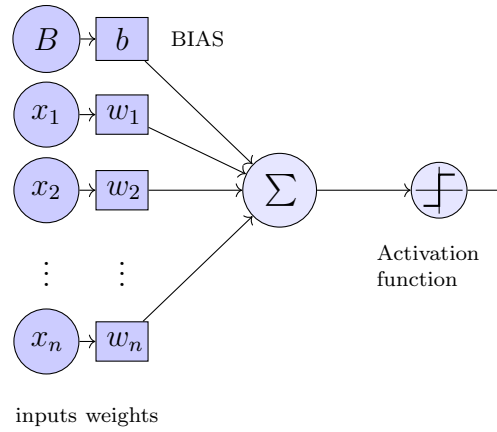 B b BIAS
x₁ w₁
x₂ w₂ ∑
Activation
function
⋮ ⋮
xₙ wₙ
inputs weights